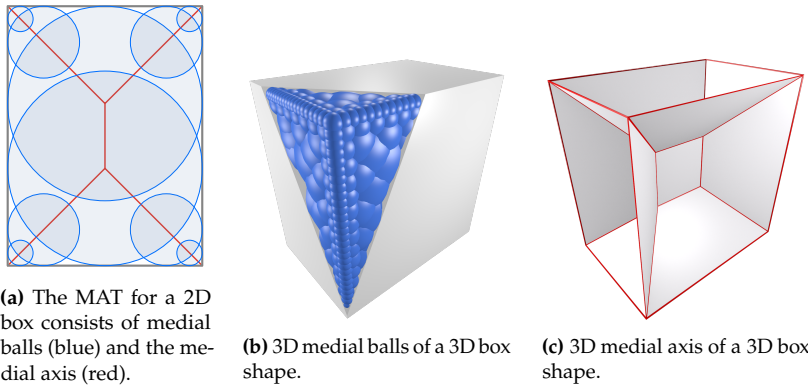 (a) The MAT for a 2D
box consists of medial
balls (blue) and the me-
dial axis (red).
(b) 3D medial balls of a 3D box
shape.
(c) 3D medial axis of a 3D box
shape.